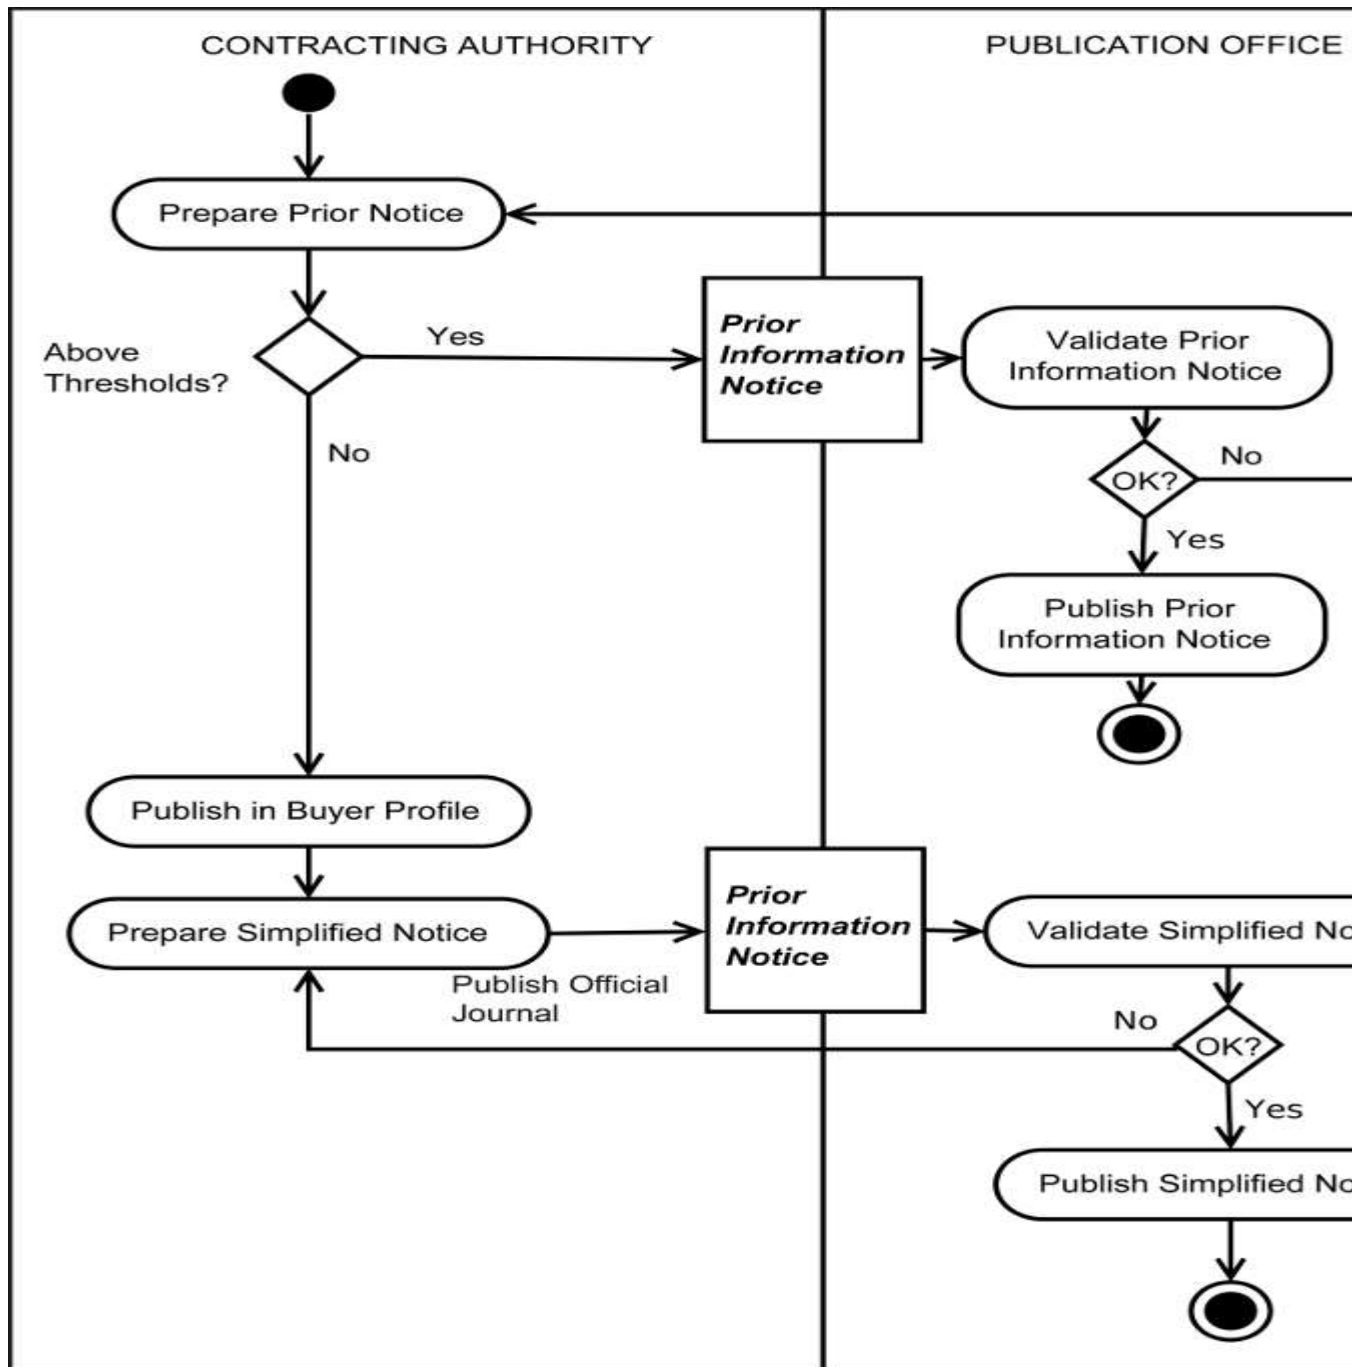 CONTRACTING AUTHORITY
PUBLICATION OFFICE
Prepare Prior Notice
Above
Thresholds?
Yes
No
Prior
Information
Notice
Validate Prior
Information Notice
OK?
No
Yes
Publish Prior
Information Notice
Publish in Buyer Profile
Prepare Simplified Notice
Publish Official
Journal
Prior
Information
Notice
Validate Simplified
No
OK?
Yes
Publish Simplified